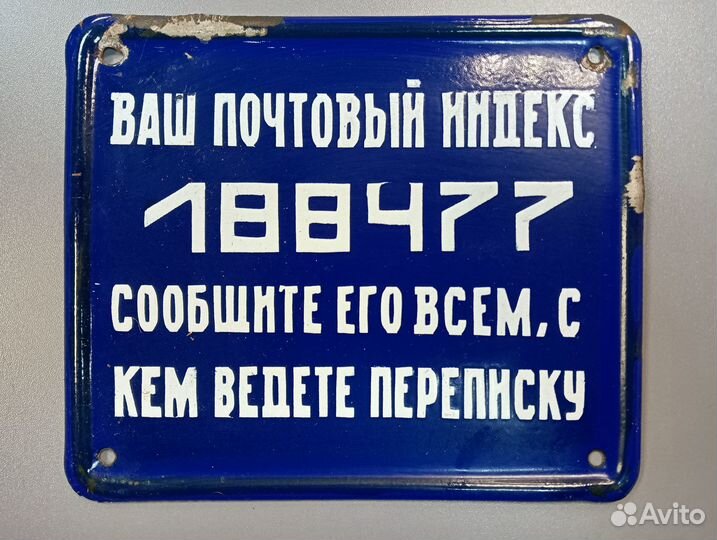 ВАШ ПОЧТОВЫЙ ИНДЕКС
188477
СООБЩИТЕ ЕГО ВСЕМ, С
КЕМ ВЕДЕТЕ ПЕРЕПИСКУ
Avito